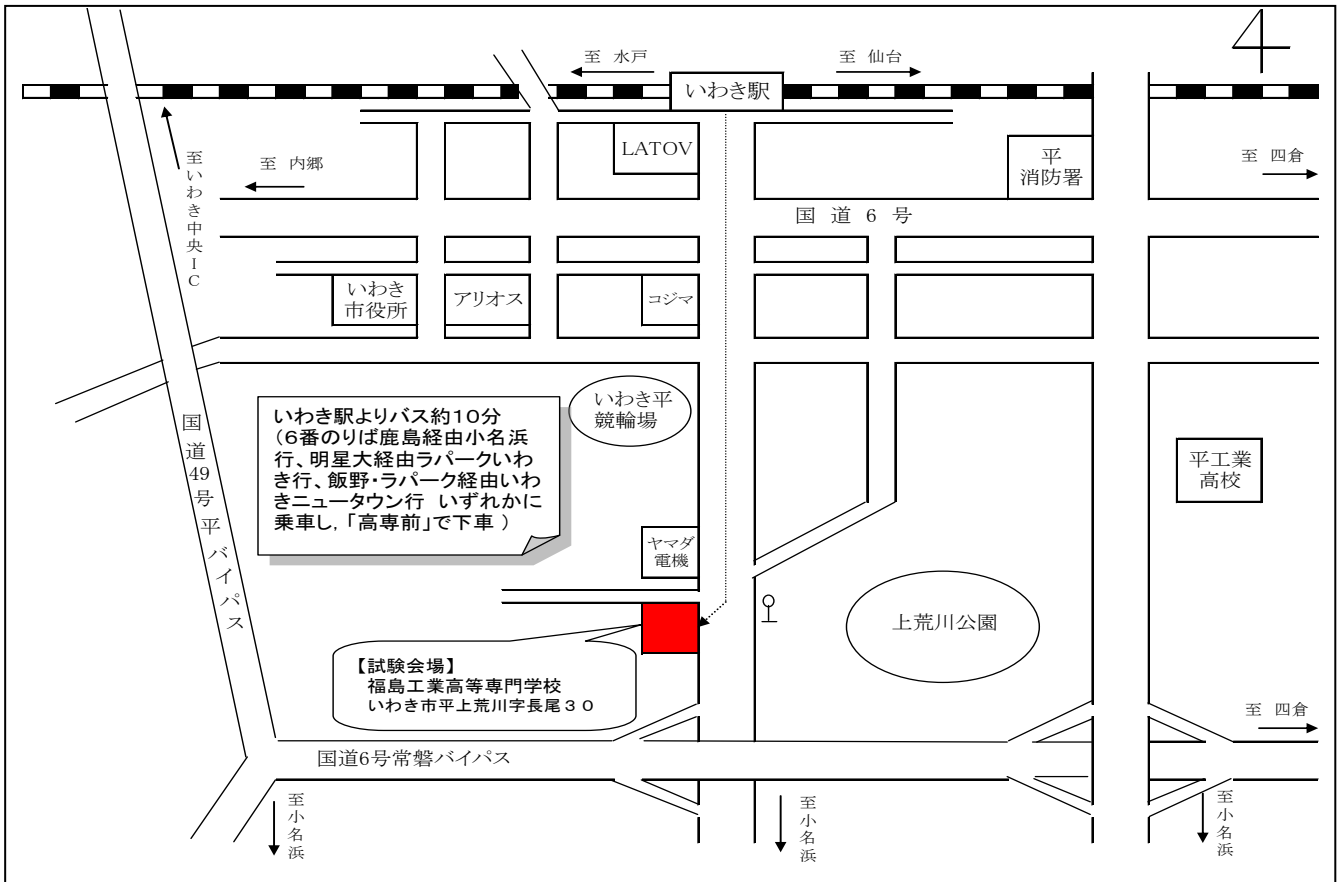 4
至 水戸
至 仙台
いわき駅
LATOV
平
消防署
至 四倉
至いわき中央IC
至 内郷
国 道 6 号
いわき
市役所
アリオス
コジマ
いわき平
競輪場
いわき駅よりバス約10分
（6番のりば鹿島経由小名浜
行、明星大経由ラパークいわ
き行、飯野・ラパーク経由いわ
きニュータウン行　いずれかに
乗車し,「高専前」で下車 ）
国道49号平バイパス
平工業
高校
ヤマダ
電機
上荒川公園
【試験会場】
福島工業高等専門学校
いわき市平上荒川字長尾３０
至 四倉
国道6号常磐バイパス
至小名浜
至小名浜
至小名浜